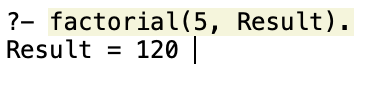 ?- factorial(5, Result).
Result = 120